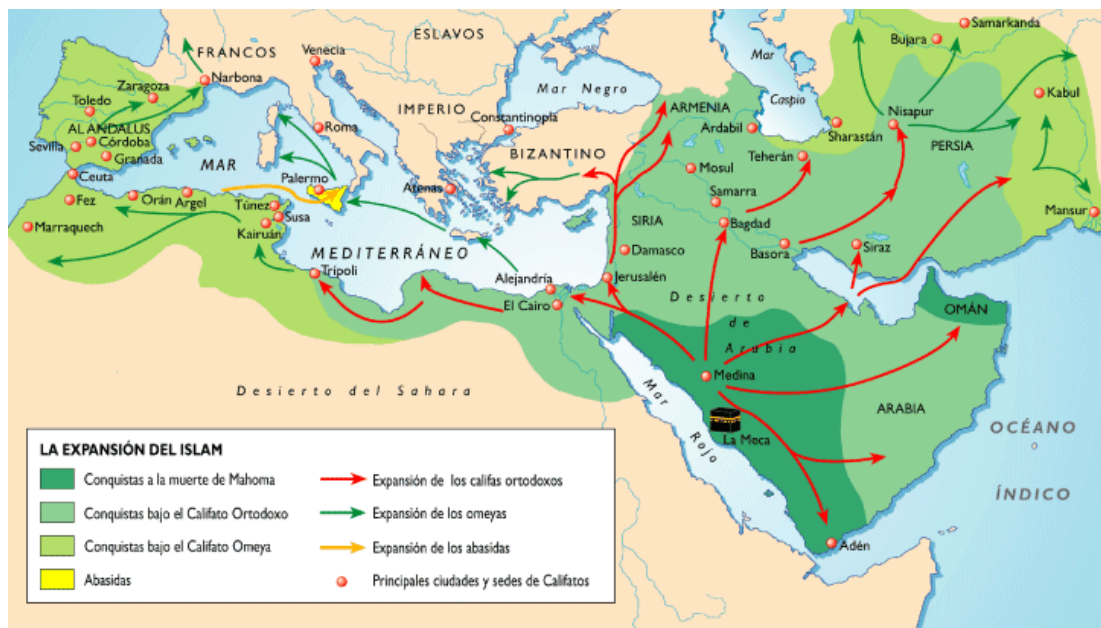 Samarkanda
Bujara
ESLAVOS
FRANCOS
Venecia
Mar
Caspio
Narbona
Zaragoza
Toledo
Mar Negro
Kabul
IMPERIO
ARMENIA
Nisapur
AL ANDALUS
Roma
Constantinopla
Ardabil
Sharastán
Córdoba
Sevilla
Granada
BIZANTINO
Teherán
PERSIA
MAR
Mosul
Ceuta
Palermo
Atenas
Fez
Orán
Argel
Túnez
Samarra
Mansur
Susa
SIRIA
Bagdad
Marraquech
Kairuán
MEDITERRÁNEO
Damasco
Basora
Siraz
Trípoli
Alejandría
Jerusalén
El Cairo
Desierto
de
Arabia
OMÁN
Medina
Desierto del Sahara
Mar
Rojo
La Meca
ARABIA
OCÉANO
ÍNDICO
Adén
LA EXPANSIÓN DEL ISLAM
Conquistas a la muerte de Mahoma
Expansión de los califas ortodoxos
Conquistas bajo el Califato Ortodoxo
Expansión de los omeyas
Conquistas bajo el Califato Omeya
Expansión de los abasidas
Abasidas
Principales ciudades y sedes de Califatos